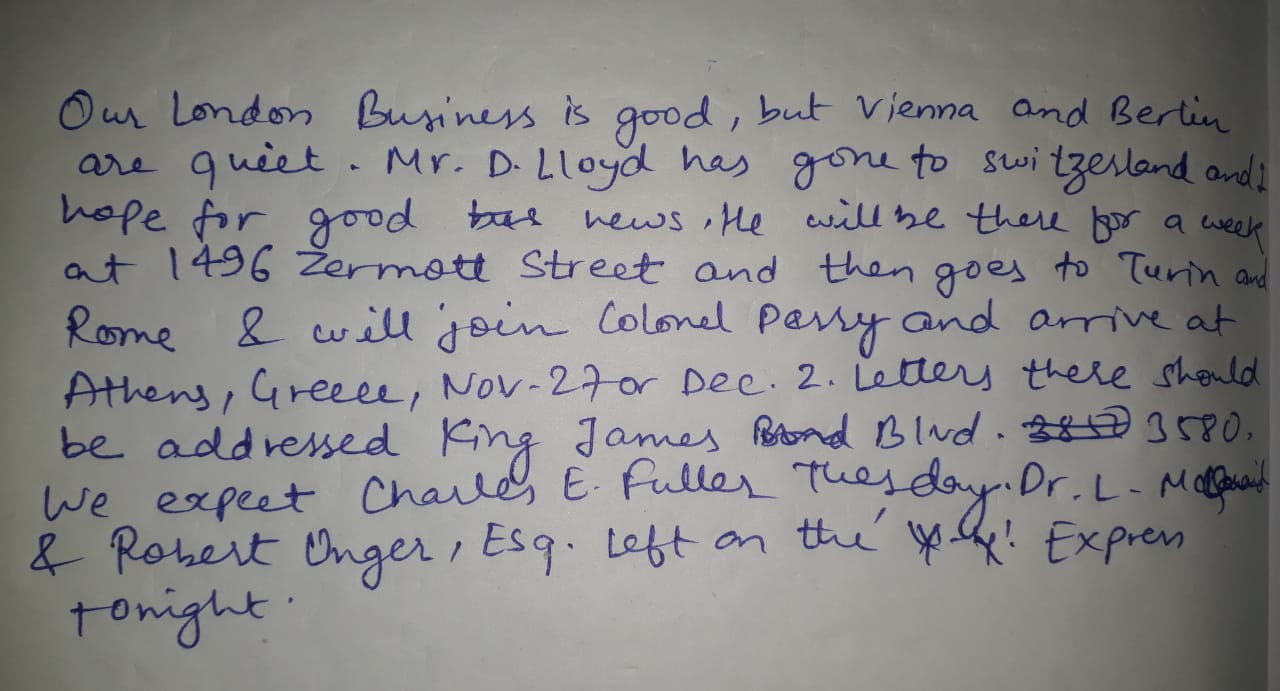 Our London Business is good, but Vienna and Berlin
are quiet. Mr. D. Lloyd has gone to switzerland and I
hope for good news. He will be there for a week
at 1496 Zermott Street and then goes to Turin and
Rome & will join Colonel Parry and arrive at
Athens, Greece, Nov-27 or Dec. 2. Letters there should
be addressed King James Blvd. 3580.
We expect Charles E. Fuller Tuesday. Dr. L-
& Robert Unger, Esq. Left on the Express
tonight.